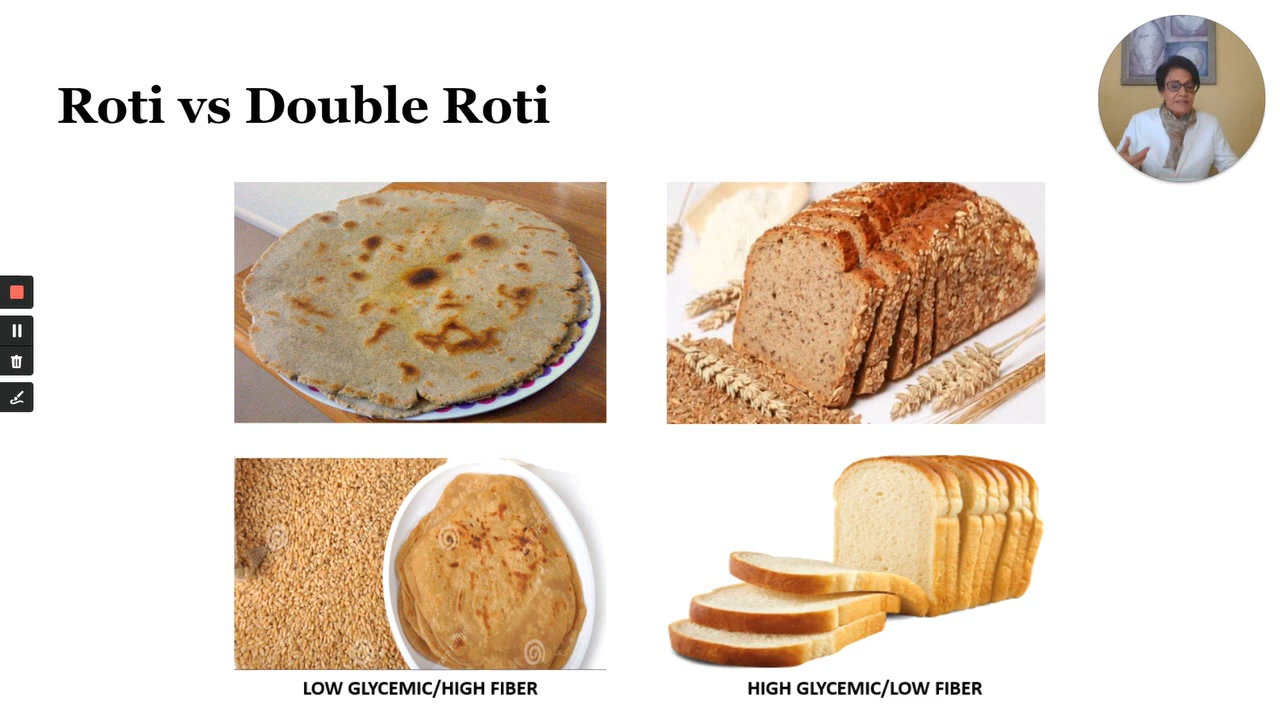 Roti vs Double Roti
LOW GLYCEMIC/HIGH FIBER
HIGH GLYCEMIC/LOW FIBER